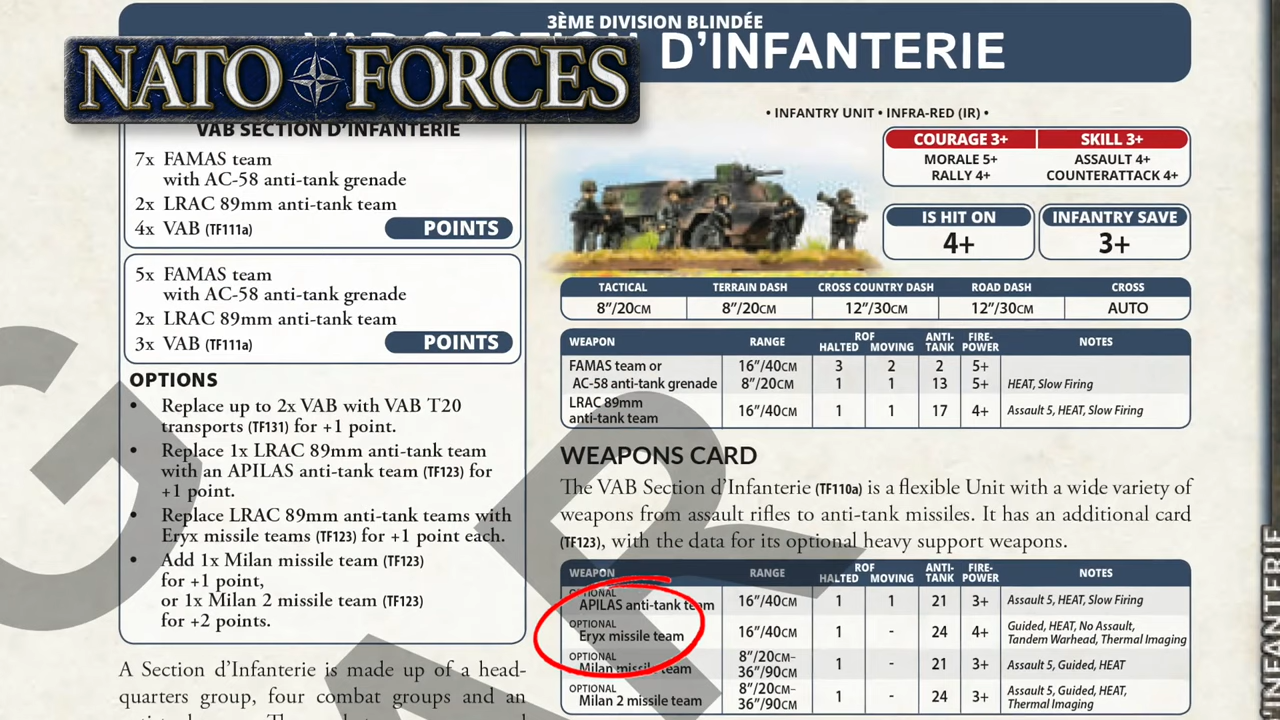 3ÈME DIVISION BLINDÉE
D'INFANTERIE
NATO FORCES
VAB SECTION D'INFANTERIE
7x FAMAS team
with AC-58 anti-tank grenade
2x LRAC 89mm anti-tank team
4x VAB (TF111a) POINTS
5x FAMAS team
with AC-58 anti-tank grenade
2x LRAC 89mm anti-tank team
3x VAB (TF111a) POINTS
OPTIONS
• Replace up to 2x VAB with VAB T20
transports (TF131) for +1 point.
• Replace 1x LRAC 89mm anti-tank team
with an APILAS anti-tank team (TF123) for
+1 point.
• Replace LRAC 89mm anti-tank teams with
Eryx missile teams (TF123) for +1 point each.
• Add 1x Milan missile team (TF123)
for +1 point,
or 1x Milan 2 missile team (TF123)
for +2 points.
A Section d'Infanterie is made up of a head-
quarters group, four combat groups and an
• INFANTRY UNIT • INFRA-RED (IR) •
COURAGE 3+ SKILL 3+
MORALE 5+ ASSAULT 4+
RALLY 4+ COUNTERATTACK 4+
IS HIT ON INFANTRY SAVE
4+ 3+
TACTICAL TERRAIN DASH CROSS COUNTRY DASH ROAD DASH CROSS
8"/20CM 8"/20CM 12"/30CM 12"/30CM AUTO
WEAPON RANGE ROF HALTED MOVING ANTI-TANK FIRE-POWER NOTES
FAMAS team or 16"/40CM 3 2 2 5+
AC-58 anti-tank grenade 8"/20CM 1 1 13 5+ HEAT, Slow Firing
LRAC 89mm
anti-tank team 16"/40CM 1 1 17 4+ Assault 5, HEAT, Slow Firing
WEAPONS CARD
The VAB Section d'Infanterie (TF110a) is a flexible Unit with a wide variety of
weapons from assault rifles to anti-tank missiles. It has an additional card
(TF123), with the data for its optional heavy support weapons.
WEAPON RANGE ROF HALTED MOVING ANTI-TANK FIRE-POWER NOTES
OPTIONAL
APILAS anti-tank team 16"/40CM 1 1 21 3+ Assault 5, HEAT, Slow Firing
OPTIONAL
Eryx missile team 16"/40CM 1 - 24 4+ Guided, HEAT, No Assault,
Tandem Warhead, Thermal Imaging
OPTIONAL
Milan missile team 8"/20CM–36"/90CM 1 - 21 3+ Assault 5, Guided, HEAT
OPTIONAL
Milan 2 missile team 8"/20CM–36"/90CM 1 - 24 3+ Assault 5, Guided, HEAT,
Thermal Imaging
'INFANTERIE